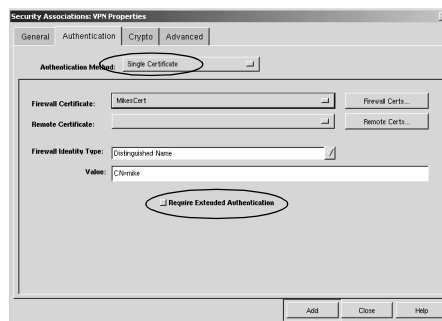 Security Associations: VPN Properties
General Authentication Crypto Advanced
Authentication Method: Single Certificate
Firewall Certificate: MikesCert Firewall Certs...
Remote Certificate: Remote Certs...
Firewall Identity Type: Distinguished Name
Value: CN=mike
Require Extended Authentication
Add Close Help